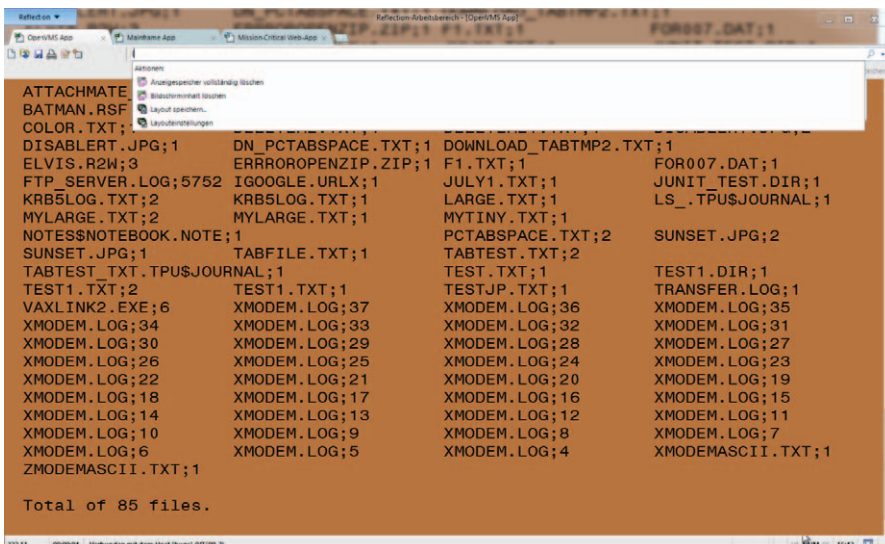 Reflection
Reflection-Arbeitsbereich - [OpenVMS App]
OpenVMS App
Mainframe App
Mission-Critical Web-App
Aktionen:
Anzeigespeicher vollständig löschen
Bildschirminhalt löschen
Layout speichern...
Layouteinstellungen
ATTACHMATE_
BATMAN.RSF
COLOR.TXT;
DISABLERT.JPG;1 DN_PCTABSPACE.TXT;1 DOWNLOAD_TABTMP2.TXT;1
ELVIS.R2W;3 ERRROROPENZIP.ZIP;1 F1.TXT;1 FOR007.DAT;1
FTP_SERVER.LOG;5752 IGOOGLE.URLX;1 JULY1.TXT;1 JUNIT_TEST.DIR;1
KRB5LOG.TXT;2 KRB5LOG.TXT;1 LARGE.TXT;1 LS_.TPU$JOURNAL;1
MYLARGE.TXT;2 MYLARGE.TXT;1 MYTINY.TXT;1
NOTES$NOTEBOOK.NOTE;1 PCTABSPACE.TXT;2 SUNSET.JPG;2
SUNSET.JPG;1 TABFILE.TXT;1 TABTEST.TXT;2
TABTEST_TXT.TPU$JOURNAL;1 TEST.TXT;1 TEST1.DIR;1
TEST1.TXT;2 TEST1.TXT;1 TESTJP.TXT;1 TRANSFER.LOG;1
VAXLINK2.EXE;6 XMODEM.LOG;37 XMODEM.LOG;36 XMODEM.LOG;35
XMODEM.LOG;34 XMODEM.LOG;33 XMODEM.LOG;32 XMODEM.LOG;31
XMODEM.LOG;30 XMODEM.LOG;29 XMODEM.LOG;28 XMODEM.LOG;27
XMODEM.LOG;26 XMODEM.LOG;25 XMODEM.LOG;24 XMODEM.LOG;23
XMODEM.LOG;22 XMODEM.LOG;21 XMODEM.LOG;20 XMODEM.LOG;19
XMODEM.LOG;18 XMODEM.LOG;17 XMODEM.LOG;16 XMODEM.LOG;15
XMODEM.LOG;14 XMODEM.LOG;13 XMODEM.LOG;12 XMODEM.LOG;11
XMODEM.LOG;10 XMODEM.LOG;9 XMODEM.LOG;8 XMODEM.LOG;7
XMODEM.LOG;6 XMODEM.LOG;5 XMODEM.LOG;4 XMODEMASCII.TXT;1
ZMODEMASCII.TXT;1
Total of 85 files.